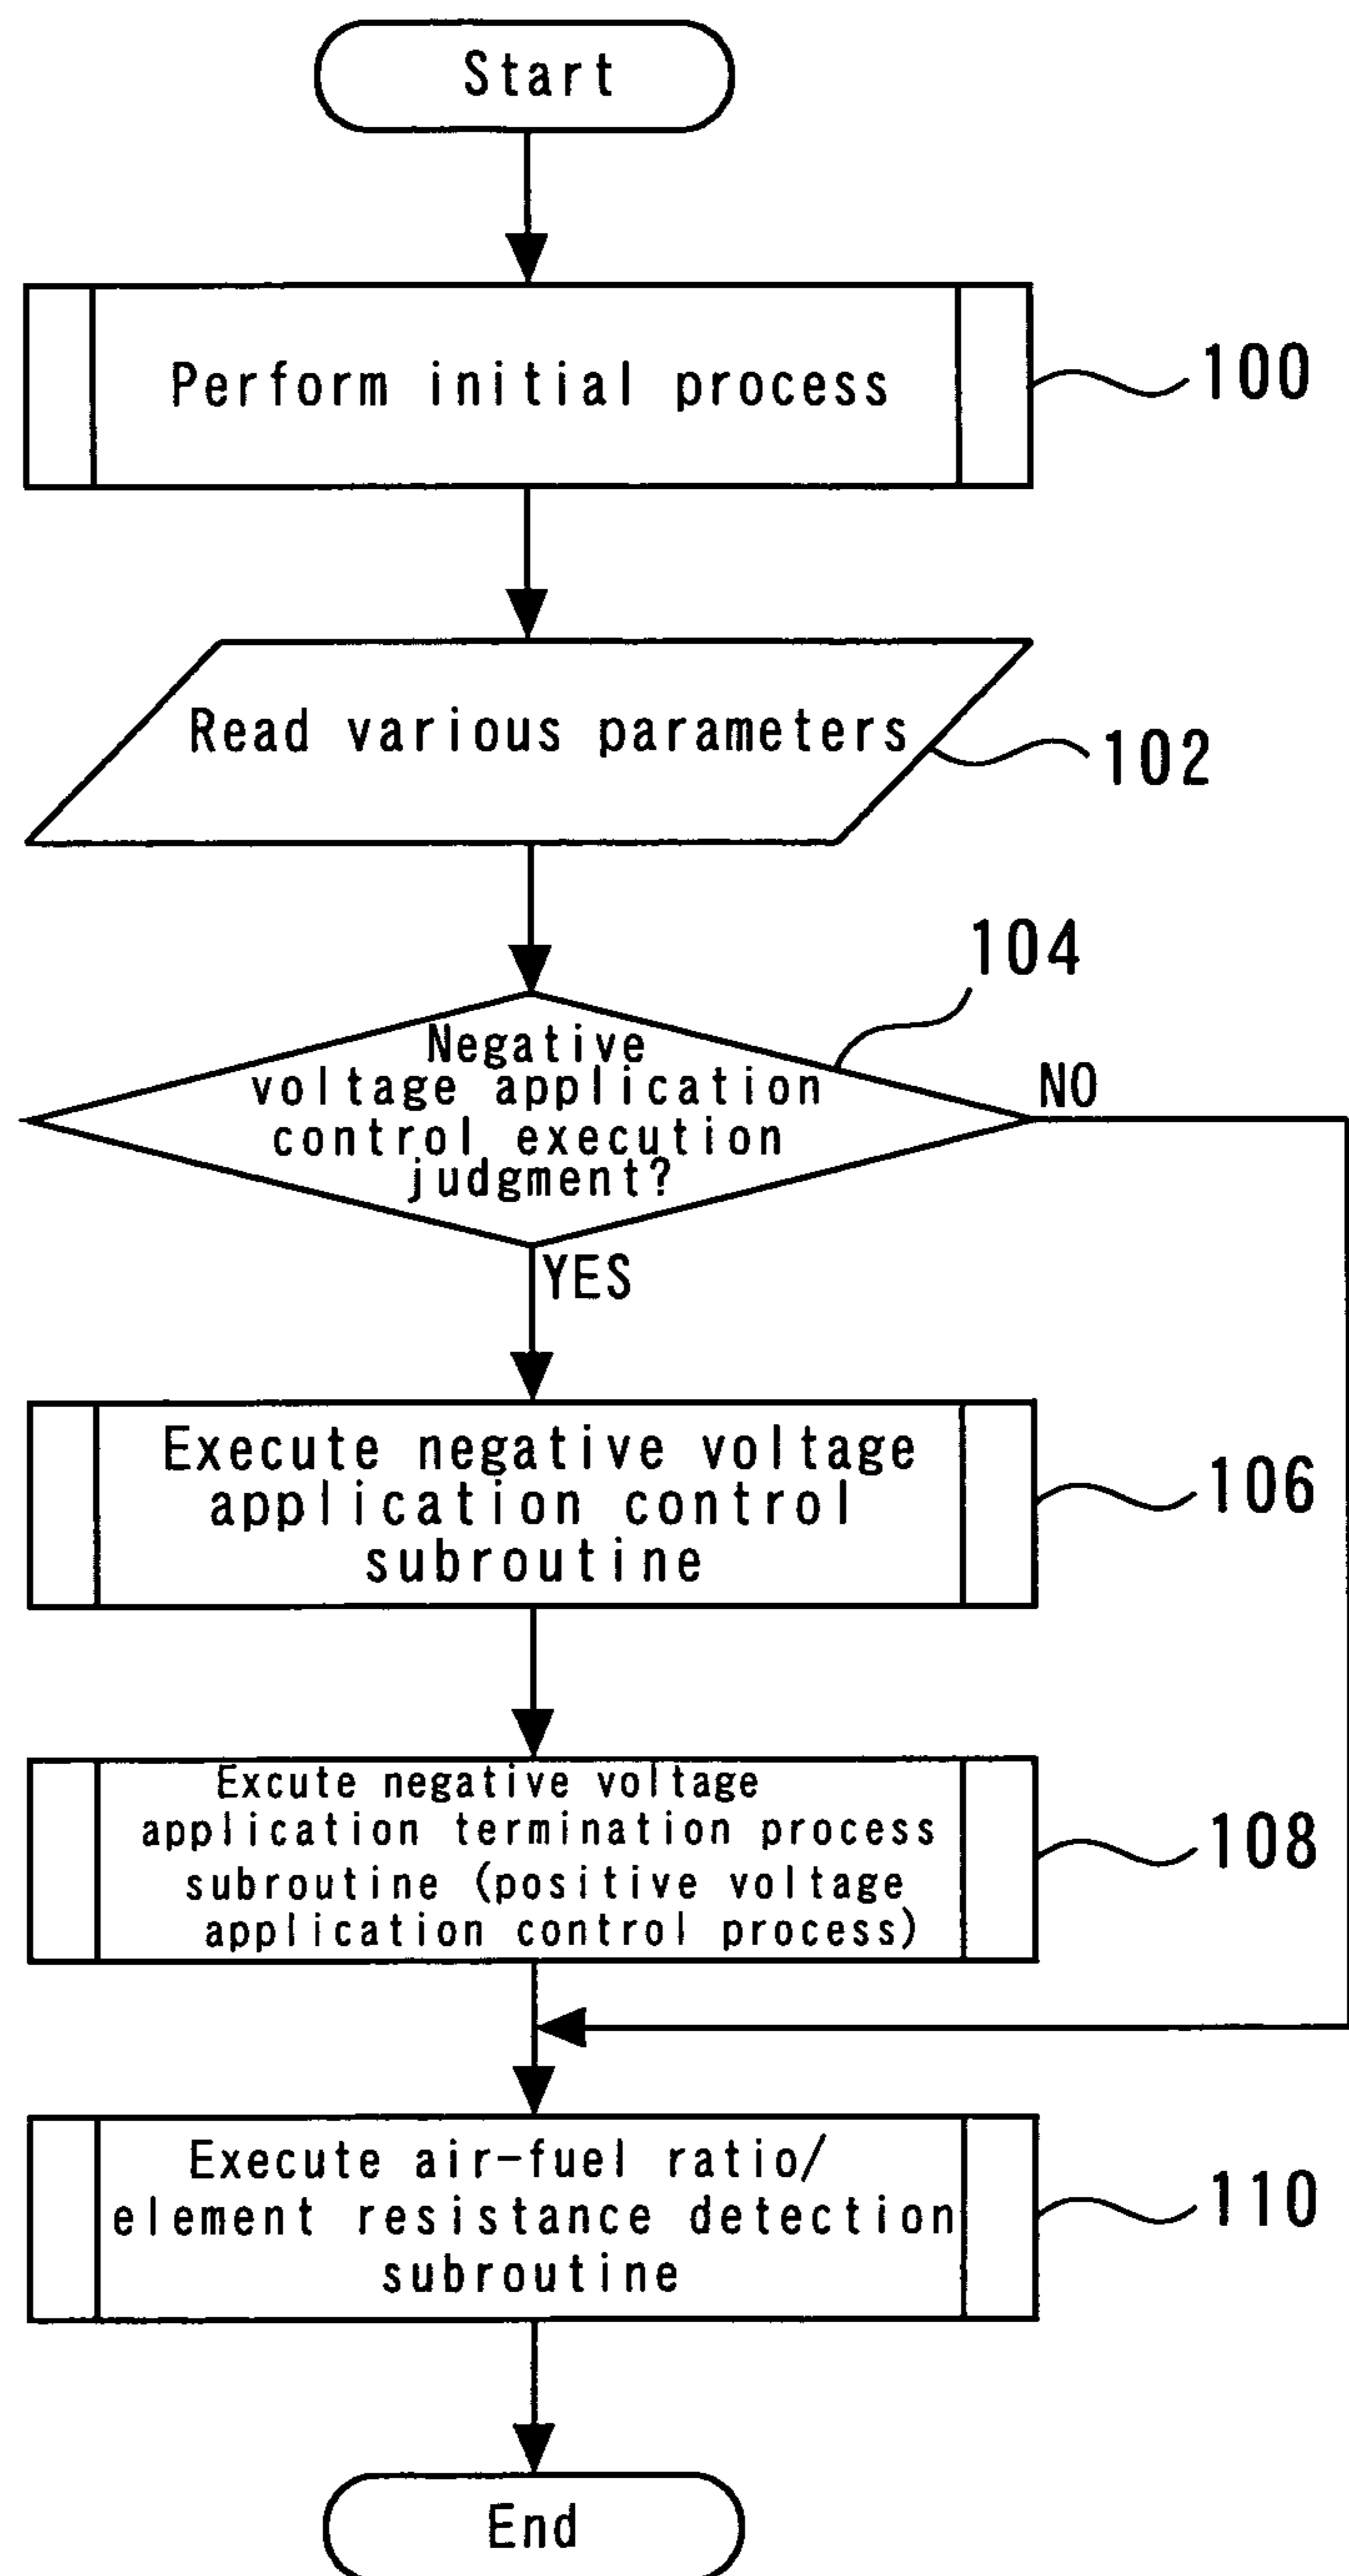 Start
Perform initial process
100
Read various parameters
102
104
Negative
voltage application
control execution
judgment?
NO
YES
Execute negative voltage
application control
subroutine
106
Excute negative voltage
application termination process
subroutine (positive voltage
application control process)
108
Execute air-fuel ratio/
element resistance detection
subroutine
110
End